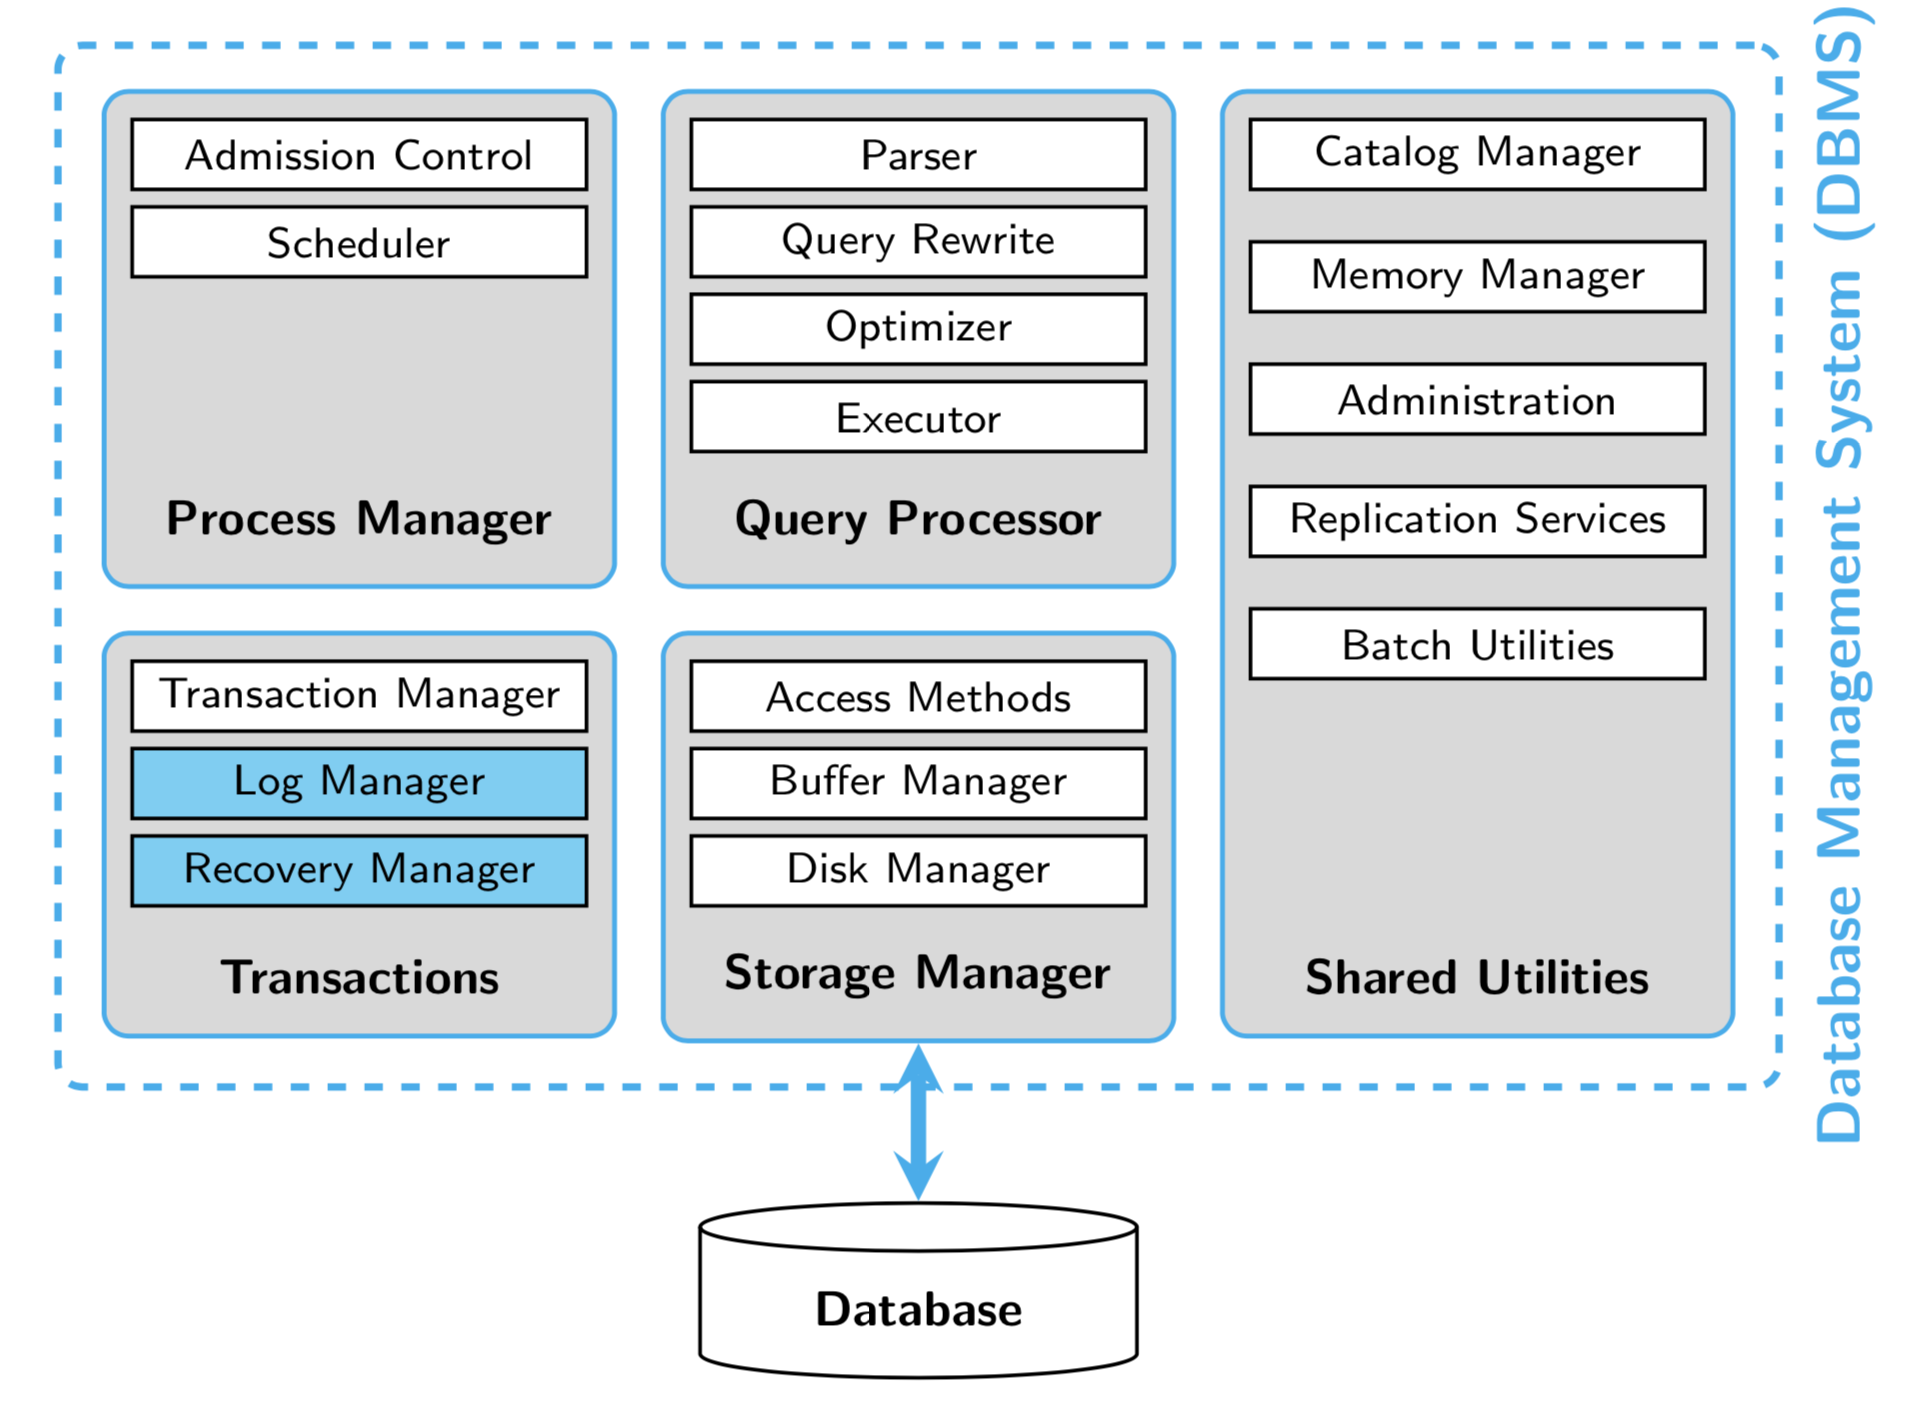 Admission Control
Scheduler
Process Manager
Parser
Query Rewrite
Optimizer
Executor
Query Processor
Catalog Manager
Memory Manager
Administration
Replication Services
Batch Utilities
Shared Utilities
Transaction Manager
Log Manager
Recovery Manager
Transactions
Access Methods
Buffer Manager
Disk Manager
Storage Manager
Database Management System (DBMS)
Database